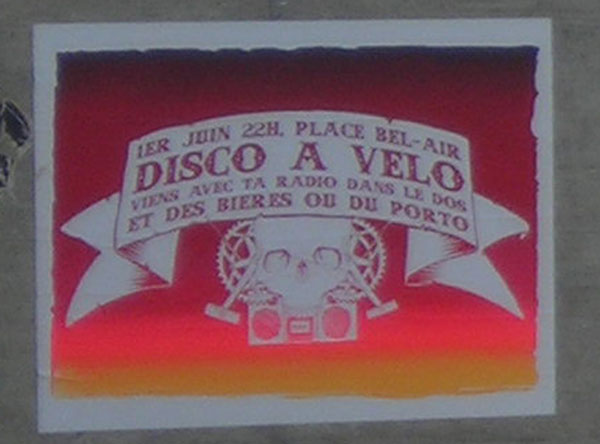 1ER JUIN 22H, PLACE BEL-AIR
DISCO A VELO
VIENS AVEC TA RADIO DANS LE DOS
ET DES BIERES OU DU PORTO